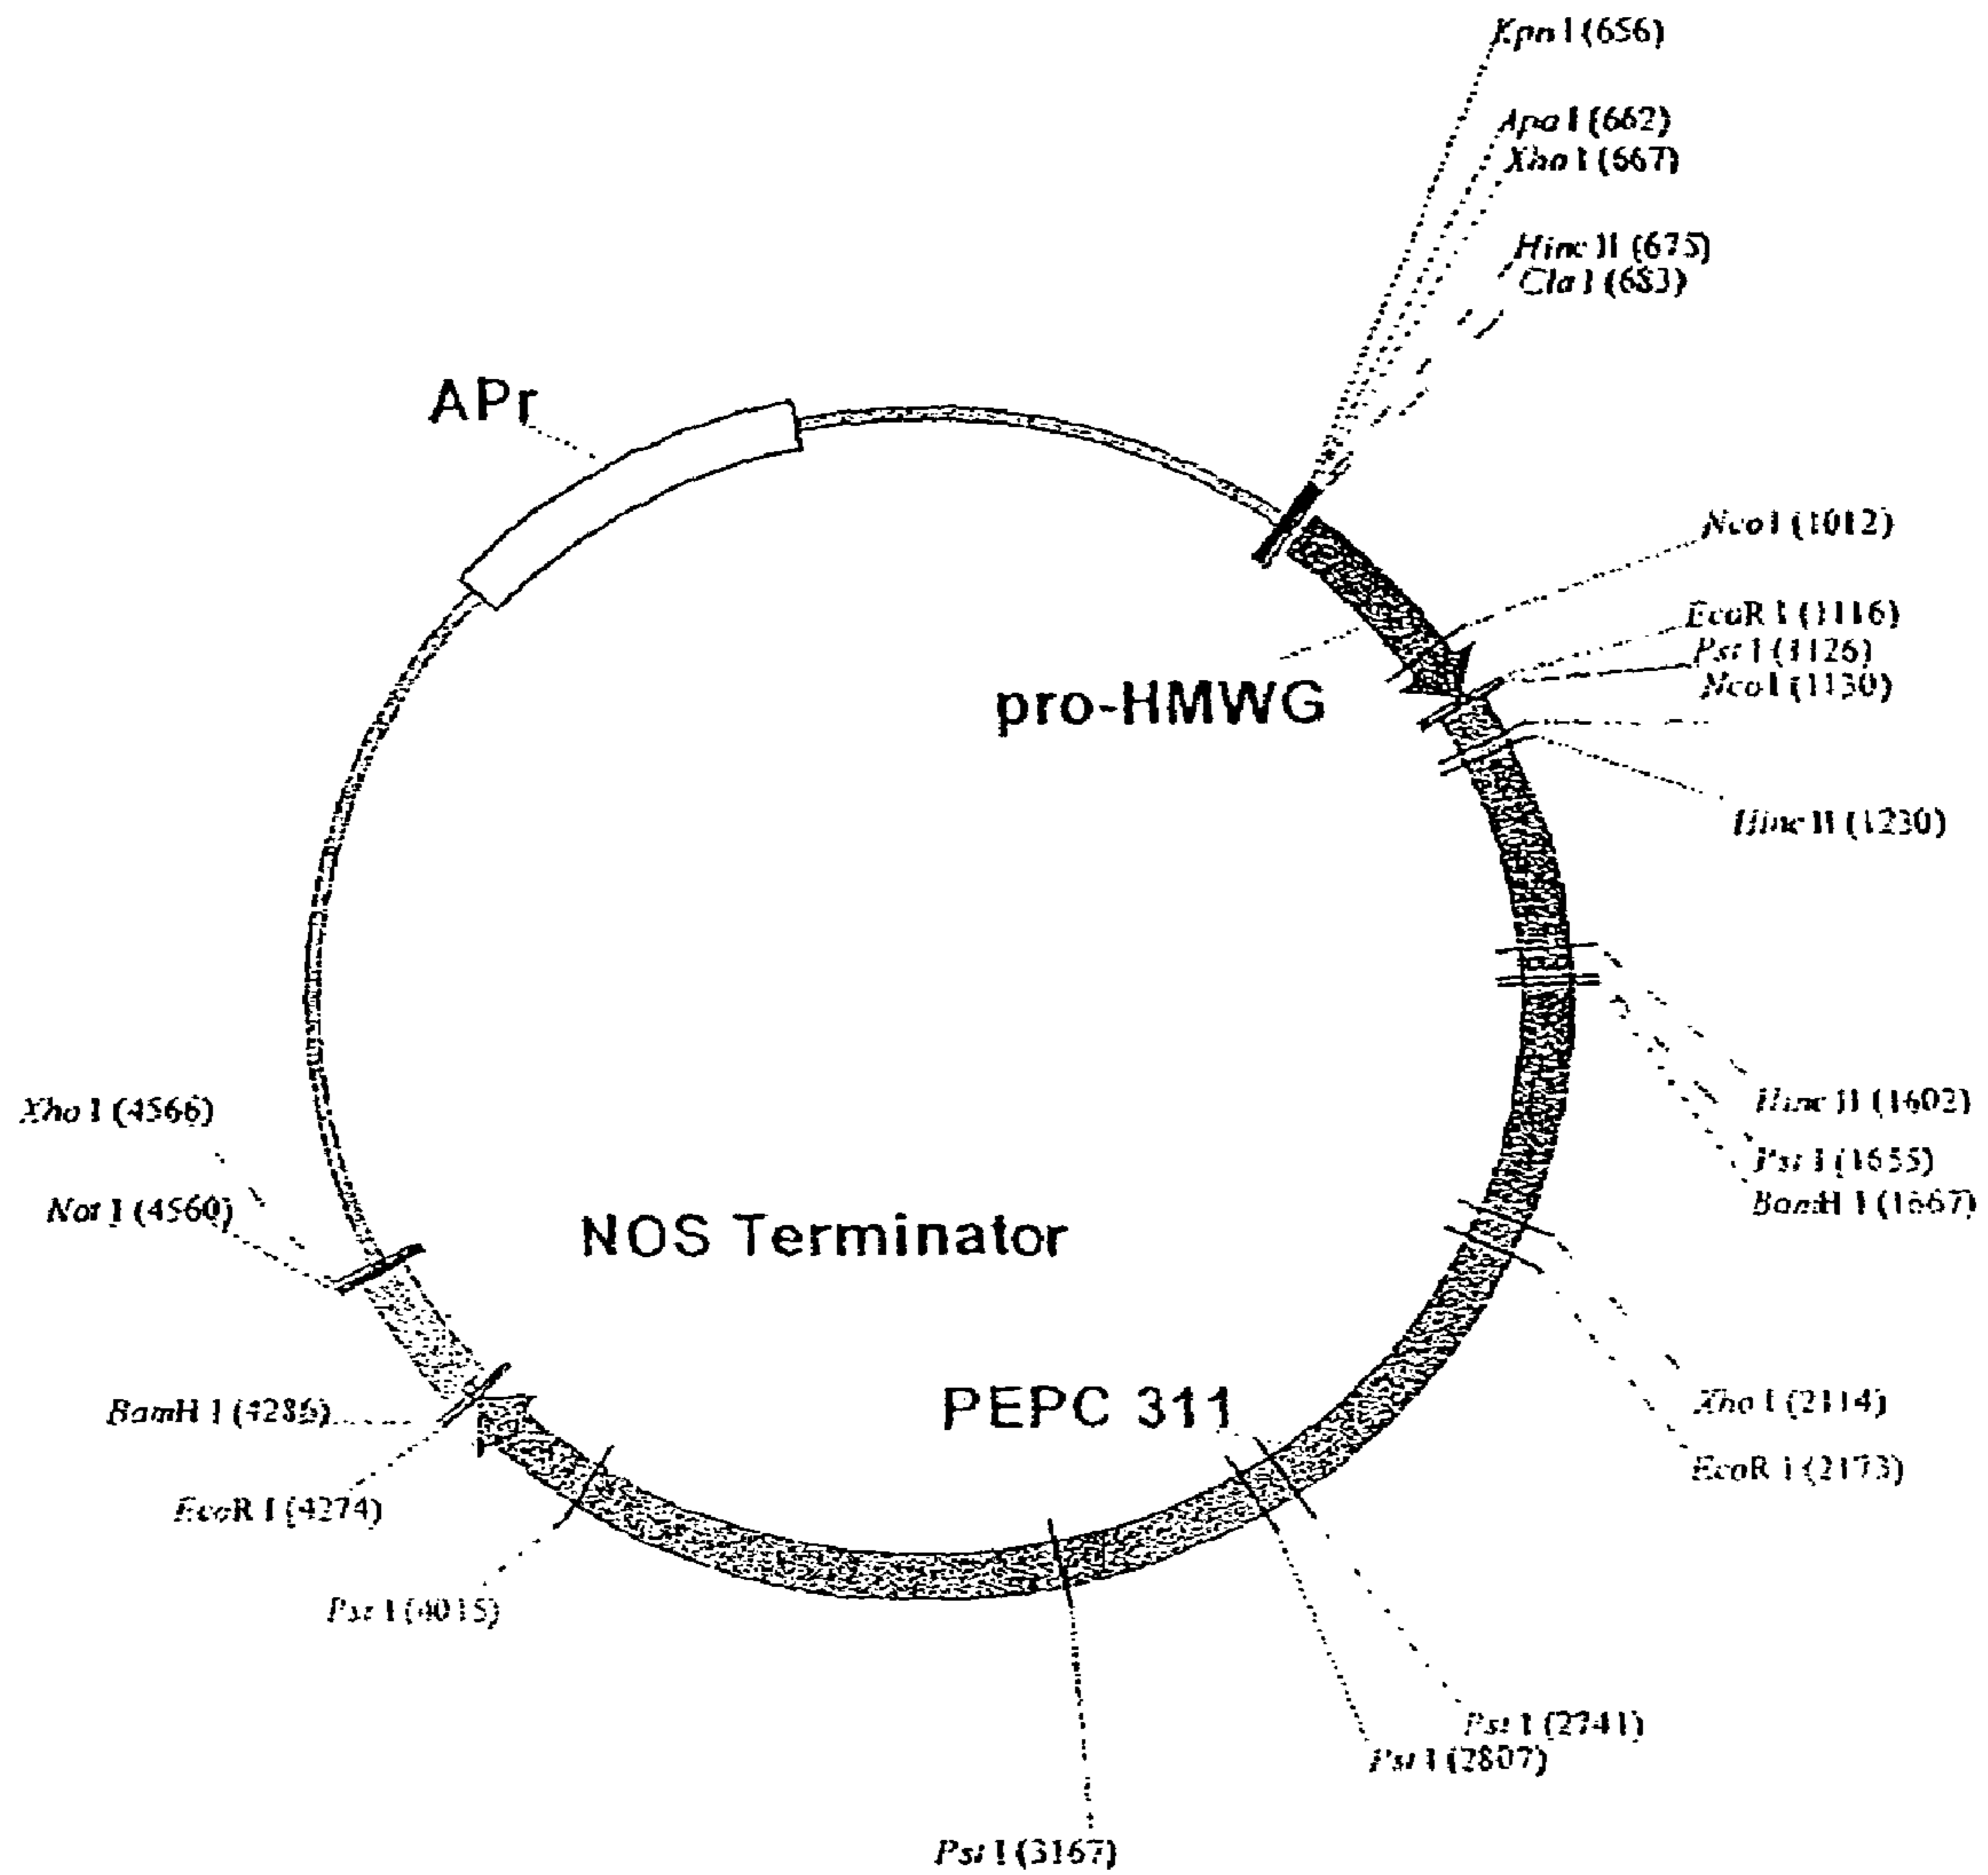 Kpn I (656)
Apa I (662)
Xho I (667)
Hinc II (675)
Cla I (683)
APr
Nco I (1012)
EcoR I (1116)
Pst I (1126)
Nco I (1130)
pro-HMWG
Hinc II (1230)
Hinc II (1602)
Pst I (1655)
BamH I (1667)
Xho I (4566)
Not I (4560)
NOS Terminator
Xho I (2114)
EcoR I (2173)
PEPC 311
BamH I (4286)
EcoR I (4274)
Pst I (4015)
Pst I (2741)
Pst I (2807)
Pst I (3167)